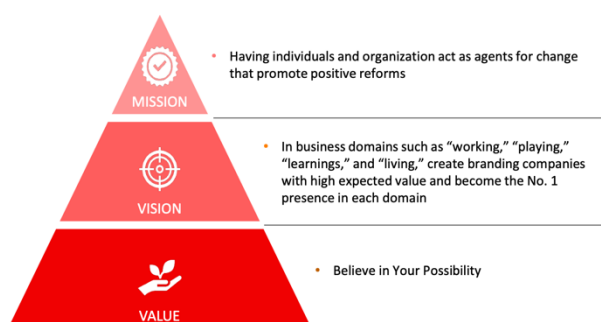 MISSION
• Having individuals and organization act as agents for change
that promote positive reforms
VISION
• In business domains such as “working,” “playing,”
“learnings,” and “living,” create branding companies
with high expected value and become the No. 1
presence in each domain
VALUE
• Believe in Your Possibility